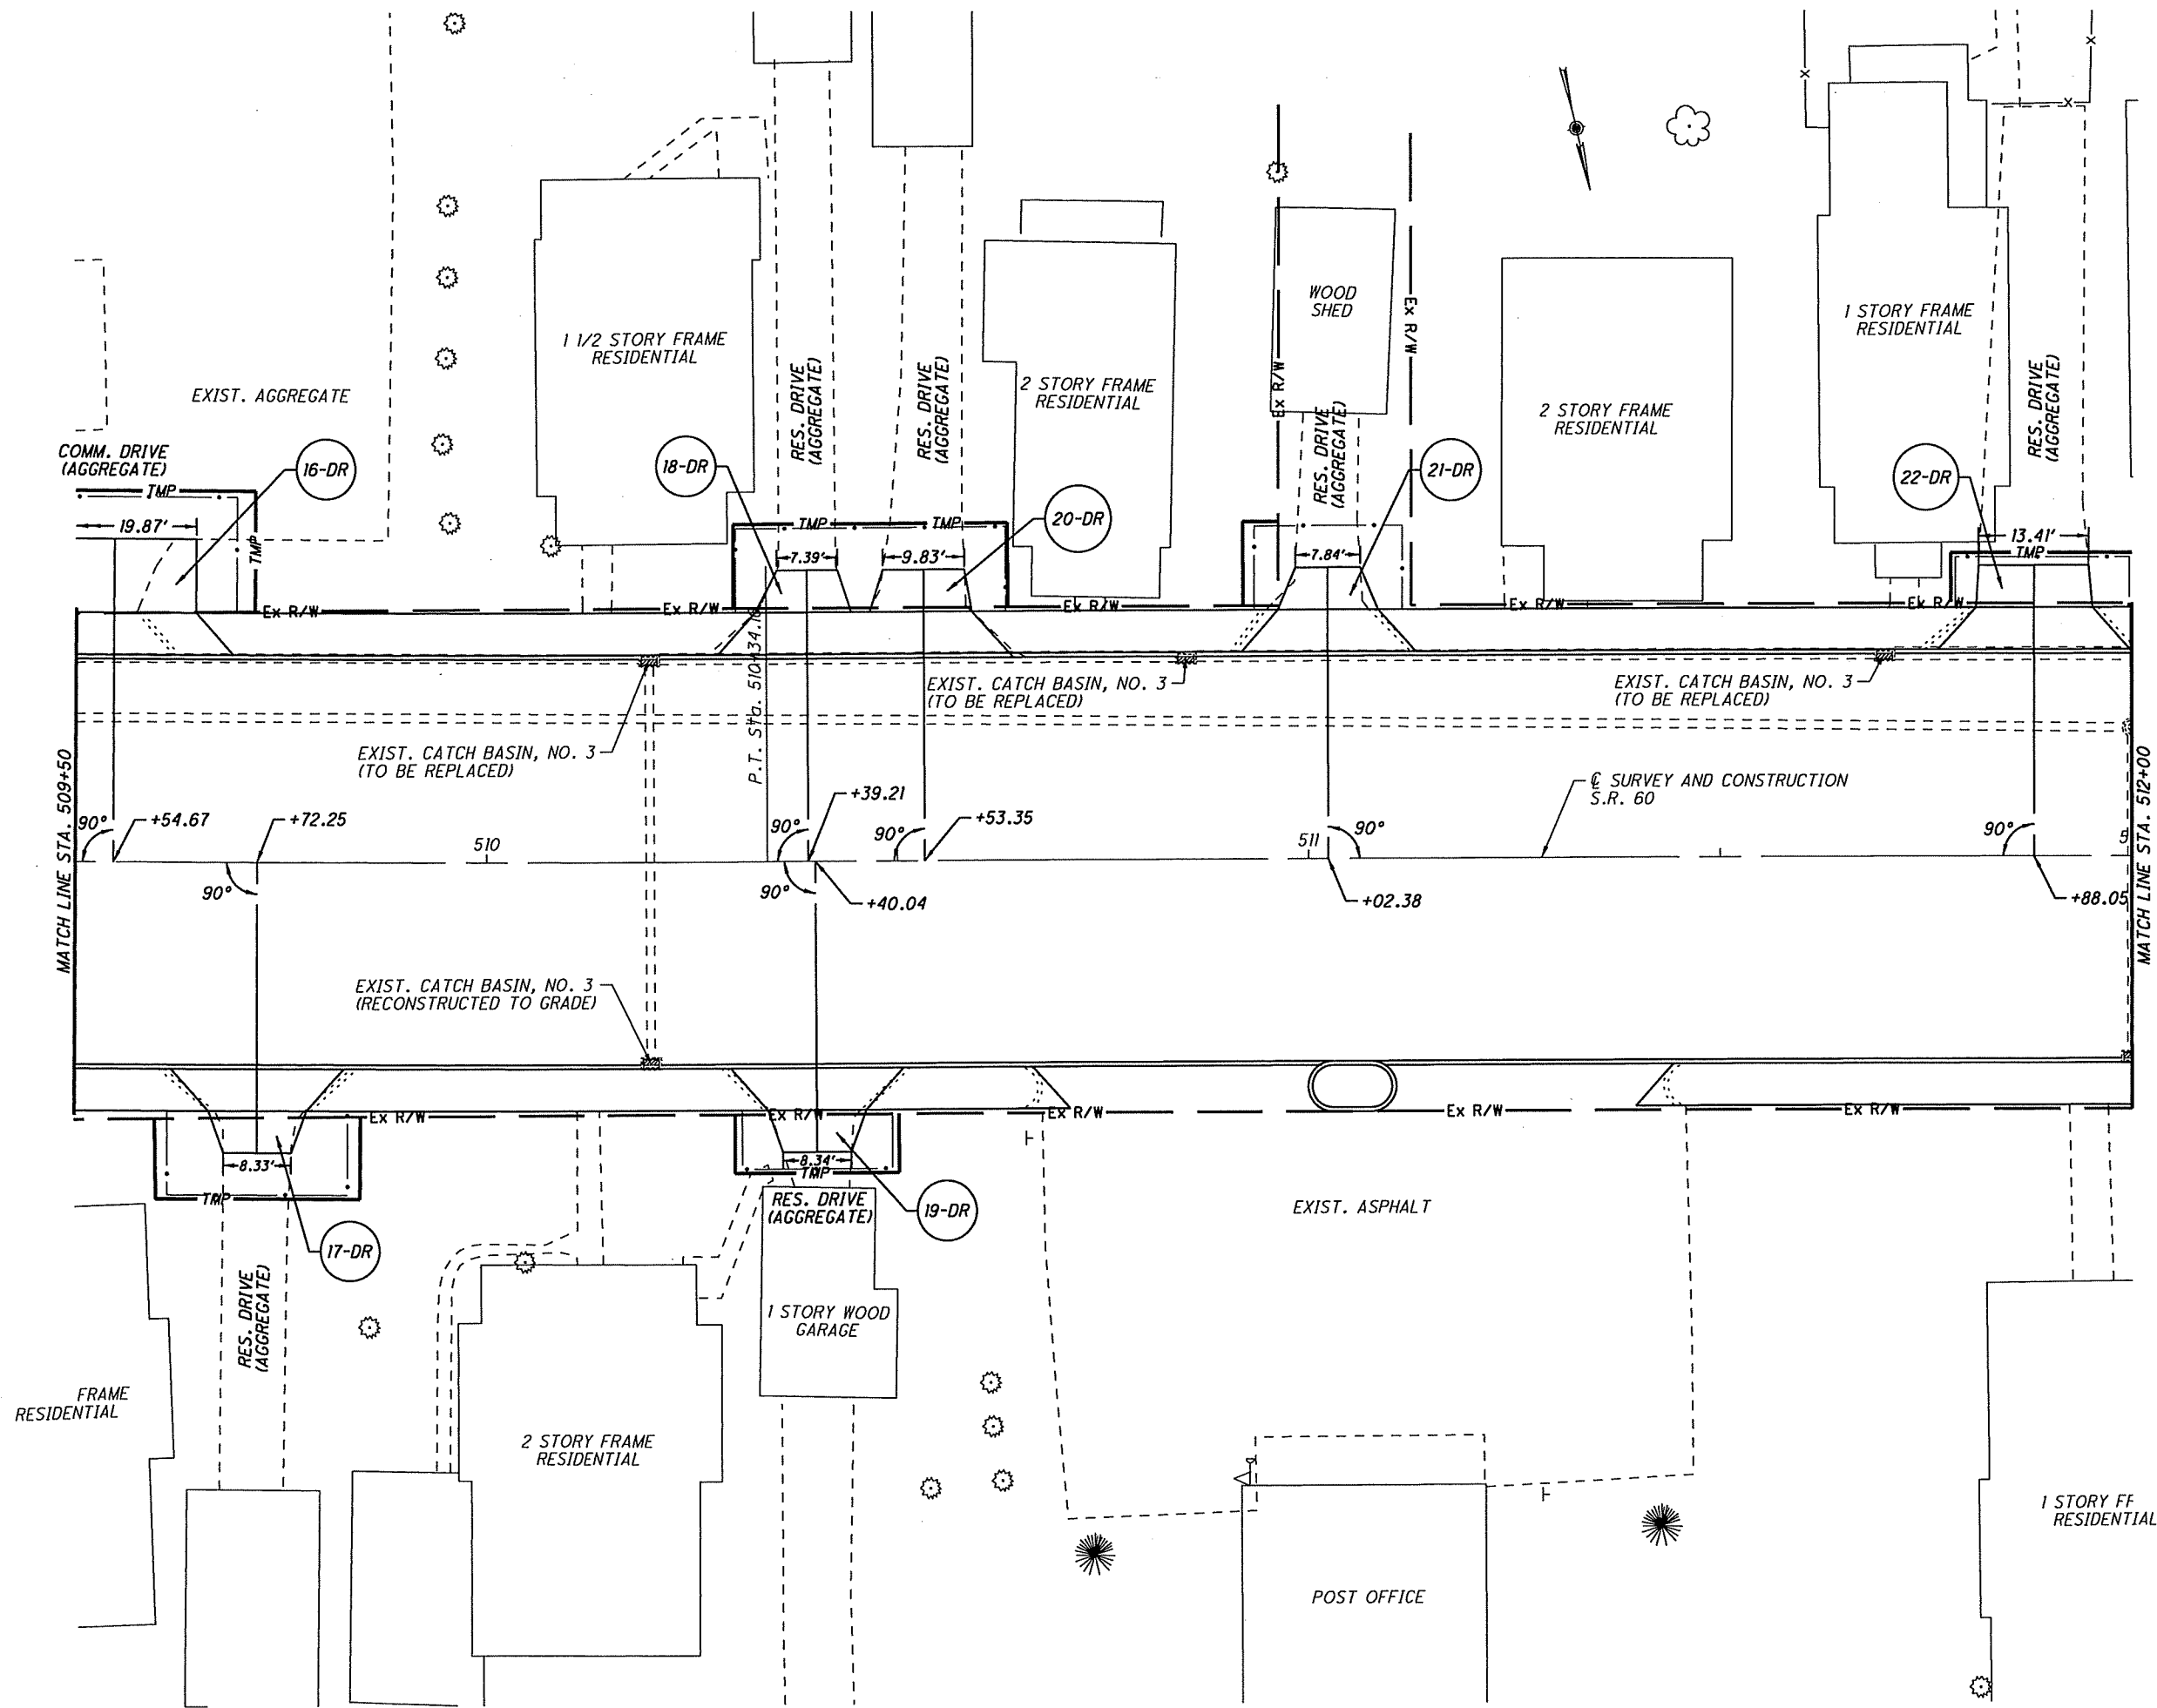 1 1/2 STORY FRAME
RESIDENTIAL
EXIST. AGGREGATE
COMM. DRIVE
(AGGREGATE)
16-DR
TMP
19.87'
TMP
18-DR
RES. DRIVE
(AGGREGATE)
RES. DRIVE
(AGGREGATE)
2 STORY FRAME
RESIDENTIAL
20-DR
TMP
TMP
7.39'
9.83'
WOOD
SHED
Ex R/W
Ex R/W
RES. DRIVE
(AGGREGATE)
21-DR
7.84'
2 STORY FRAME
RESIDENTIAL
1 STORY FRAME
RESIDENTIAL
RES. DRIVE
(AGGREGATE)
22-DR
13.41'
TMP
Ex R/W
Ex R/W
Ex R/W
Ex R/W
Ex R/W
EXIST. CATCH BASIN, NO. 3
(TO BE REPLACED)
EXIST. CATCH BASIN, NO. 3
(TO BE REPLACED)
EXIST. CATCH BASIN, NO. 3
(TO BE REPLACED)
P.T. Sta. 510+34.1
MATCH LINE STA. 509+50
MATCH LINE STA. 512+00
℄ SURVEY AND CONSTRUCTION
S.R. 60
90°
+54.67
+72.25
90°
510
90°
+39.21
90°
+40.04
90°
+53.35
511
90°
+02.38
90°
+88.05
5
EXIST. CATCH BASIN, NO. 3
(RECONSTRUCTED TO GRADE)
Ex R/W
Ex R/W
Ex R/W
Ex R/W
Ex R/W
8.33'
TMP
17-DR
RES. DRIVE
(AGGREGATE)
8.34'
TMP
RES. DRIVE
(AGGREGATE)
19-DR
EXIST. ASPHALT
1 STORY WOOD
GARAGE
FRAME
RESIDENTIAL
2 STORY FRAME
RESIDENTIAL
POST OFFICE
1 STORY FF
RESIDENTIAL